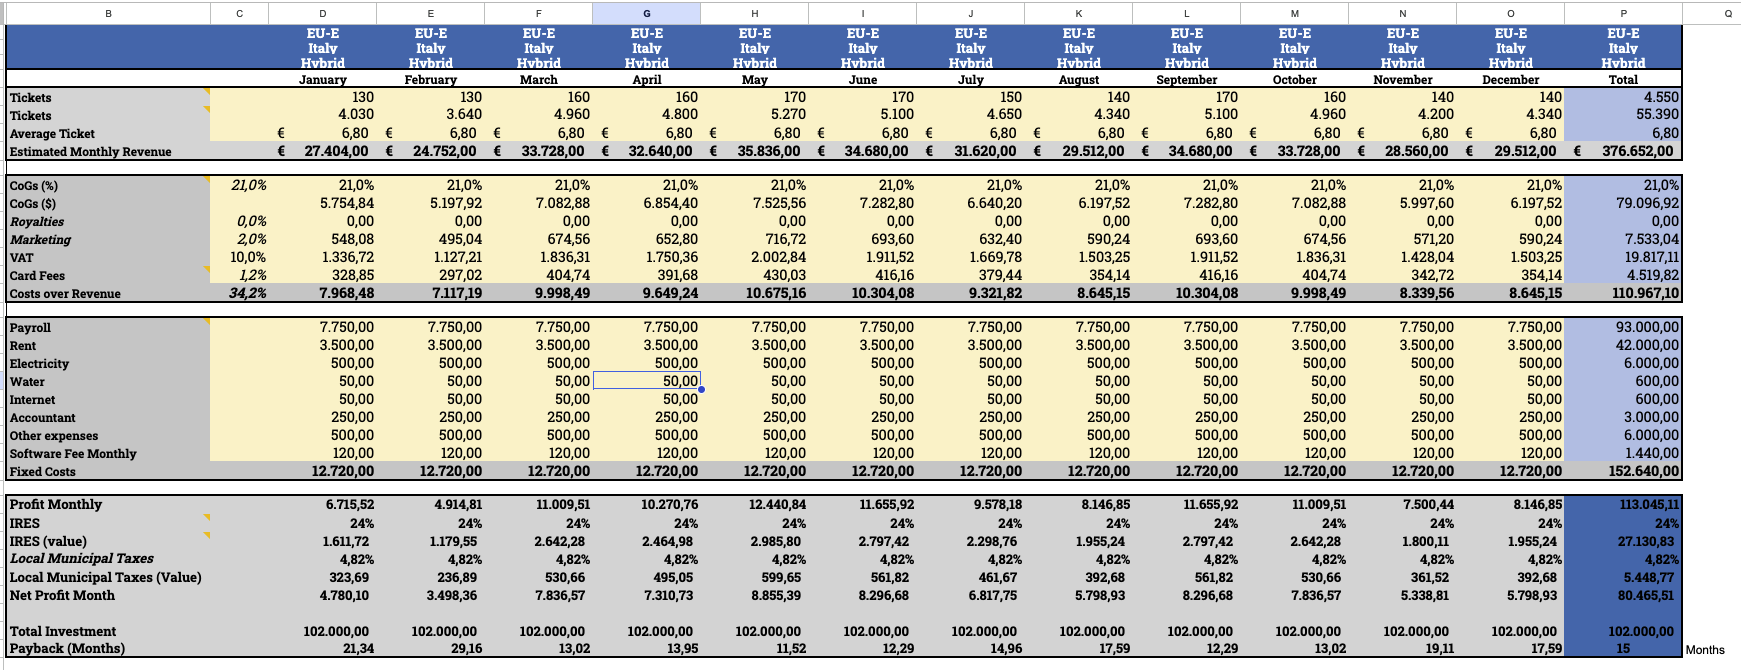 B C D E F G H I J K L M N O P Q
EU-E EU-E EU-E EU-E EU-E EU-E EU-E EU-E EU-E EU-E EU-E EU-E EU-E
Italy Italy Italy Italy Italy Italy Italy Italy Italy Italy Italy Italy Italy
Hybrid Hybrid Hybrid Hybrid Hybrid Hybrid Hybrid Hybrid Hybrid Hybrid Hybrid Hybrid Hybrid
January February March April May June July August September October November December Total
Tickets 130 130 160 160 170 170 150 140 170 160 140 140 4.550
Tickets 4.030 3.640 4.960 4.800 5.270 5.100 4.650 4.340 5.100 4.960 4.200 4.340 55.390
Average Ticket € 6,80 € 6,80 € 6,80 € 6,80 € 6,80 € 6,80 € 6,80 € 6,80 € 6,80 € 6,80 € 6,80 € 6,80 6,80
Estimated Monthly Revenue € 27.404,00 € 24.752,00 € 33.728,00 € 32.640,00 € 35.836,00 € 34.680,00 € 31.620,00 € 29.512,00 € 34.680,00 € 33.728,00 € 28.560,00 € 29.512,00 € 376.652,00
CoGs (%) 21,0% 21,0% 21,0% 21,0% 21,0% 21,0% 21,0% 21,0% 21,0% 21,0% 21,0% 21,0% 21,0% 21,0%
CoGs ($) 5.754,84 5.197,92 7.082,88 6.854,40 7.525,56 7.282,80 6.640,20 6.197,52 7.282,80 7.082,88 5.997,60 6.197,52 79.096,92
Royalties 0,0% 0,00 0,00 0,00 0,00 0,00 0,00 0,00 0,00 0,00 0,00 0,00 0,00 0,00
Marketing 2,0% 548,08 495,04 674,56 652,80 716,72 693,60 632,40 590,24 693,60 674,56 571,20 590,24 7.533,04
VAT 10,0% 1.336,72 1.127,21 1.836,31 1.750,36 2.002,84 1.911,52 1.669,78 1.503,25 1.911,52 1.836,31 1.428,04 1.503,25 19.817,11
Card Fees 1,2% 328,85 297,02 404,74 391,68 430,03 416,16 379,44 354,14 416,16 404,74 342,72 354,14 4.519,82
Costs over Revenue 34,2% 7.968,48 7.117,19 9.998,49 9.649,24 10.675,16 10.304,08 9.321,82 8.645,15 10.304,08 9.998,49 8.339,56 8.645,15 110.967,10
Payroll 7.750,00 7.750,00 7.750,00 7.750,00 7.750,00 7.750,00 7.750,00 7.750,00 7.750,00 7.750,00 7.750,00 7.750,00 93.000,00
Rent 3.500,00 3.500,00 3.500,00 3.500,00 3.500,00 3.500,00 3.500,00 3.500,00 3.500,00 3.500,00 3.500,00 3.500,00 42.000,00
Electricity 500,00 500,00 500,00 500,00 500,00 500,00 500,00 500,00 500,00 500,00 500,00 500,00 6.000,00
Water 50,00 50,00 50,00 50,00 50,00 50,00 50,00 50,00 50,00 50,00 50,00 50,00 600,00
Internet 50,00 50,00 50,00 50,00 50,00 50,00 50,00 50,00 50,00 50,00 50,00 50,00 600,00
Accountant 250,00 250,00 250,00 250,00 250,00 250,00 250,00 250,00 250,00 250,00 250,00 250,00 3.000,00
Other expenses 500,00 500,00 500,00 500,00 500,00 500,00 500,00 500,00 500,00 500,00 500,00 500,00 6.000,00
Software Fee Monthly 120,00 120,00 120,00 120,00 120,00 120,00 120,00 120,00 120,00 120,00 120,00 120,00 1.440,00
Fixed Costs 12.720,00 12.720,00 12.720,00 12.720,00 12.720,00 12.720,00 12.720,00 12.720,00 12.720,00 12.720,00 12.720,00 12.720,00 152.640,00
Profit Monthly 6.715,52 4.914,81 11.009,51 10.270,76 12.440,84 11.655,92 9.578,18 8.146,85 11.655,92 11.009,51 7.500,44 8.146,85 113.045,11
IRES 24% 24% 24% 24% 24% 24% 24% 24% 24% 24% 24% 24% 24%
IRES (value) 1.611,72 1.179,55 2.642,28 2.464,98 2.985,80 2.797,42 2.298,76 1.955,24 2.797,42 2.642,28 1.800,11 1.955,24 27.130,83
Local Municipal Taxes 4,82% 4,82% 4,82% 4,82% 4,82% 4,82% 4,82% 4,82% 4,82% 4,82% 4,82% 4,82% 4,82%
Local Municipal Taxes (Value) 323,69 236,89 530,66 495,05 599,65 561,82 461,67 392,68 561,82 530,66 361,52 392,68 5.448,77
Net Profit Month 4.780,10 3.498,36 7.836,57 7.310,73 8.855,39 8.296,68 6.817,75 5.798,93 8.296,68 7.836,57 5.338,81 5.798,93 80.465,51
Total Investment 102.000,00 102.000,00 102.000,00 102.000,00 102.000,00 102.000,00 102.000,00 102.000,00 102.000,00 102.000,00 102.000,00 102.000,00 102.000,00
Payback (Months) 21,34 29,16 13,02 13,95 11,52 12,29 14,96 17,59 12,29 13,02 19,11 17,59 15 Months